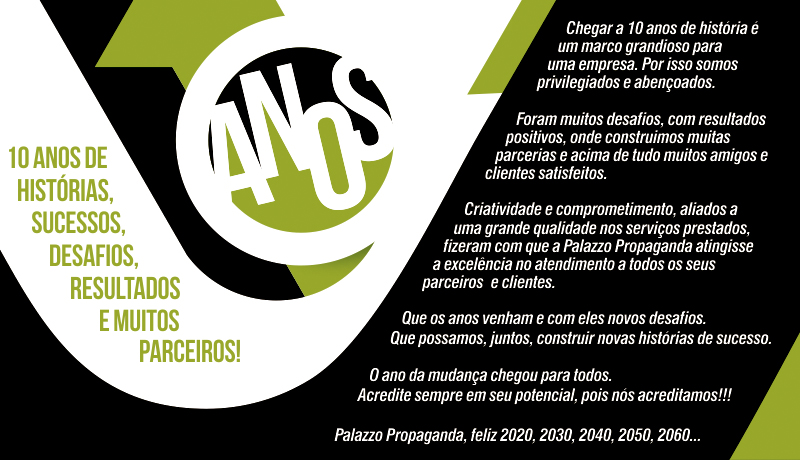 10 ANOS DE
HISTÓRIAS,
SUCESSOS,
DESAFIOS,
RESULTADOS
E MUITOS
PARCEIROS!
ANOS
Chegar a 10 anos de história é
um marco grandioso para
uma empresa. Por isso somos
privilegiados e abençoados.
Foram muitos desafios, com resultados
positivos, onde construimos muitas
parcerias e acima de tudo muitos amigos e
clientes satisfeitos.
Criatividade e comprometimento, aliados a
uma grande qualidade nos serviços prestados,
fizeram com que a Palazzo Propaganda atingisse
a excelência no atendimento a todos os seus
parceiros e clientes.
Que os anos venham e com eles novos desafios.
Que possamos, juntos, construir novas histórias de sucesso.
O ano da mudança chegou para todos.
Acredite sempre em seu potencial, pois nós acreditamos!!!
Palazzo Propaganda, feliz 2020, 2030, 2040, 2050, 2060...